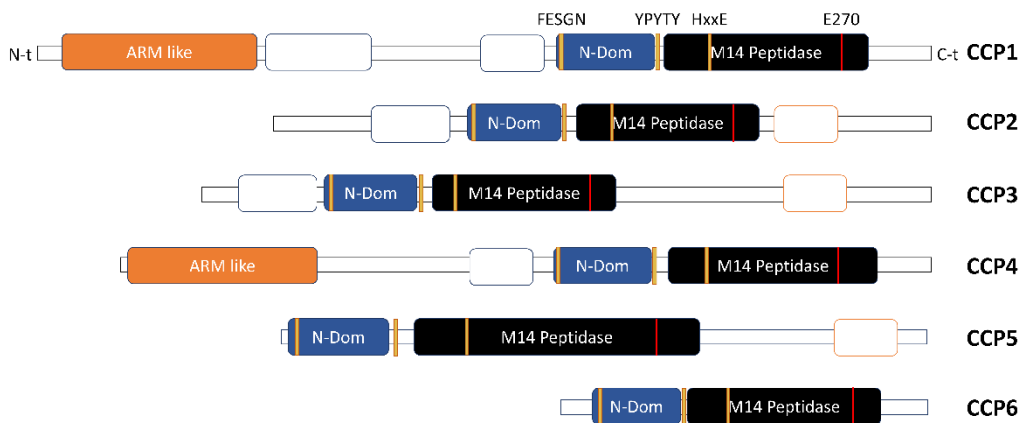 FESGN YPYTY HxxE E270
N-t ARM like N-Dom M14 Peptidase C-t CCP1
N-Dom M14 Peptidase CCP2
N-Dom M14 Peptidase CCP3
ARM like N-Dom M14 Peptidase CCP4
N-Dom M14 Peptidase CCP5
N-Dom M14 Peptidase CCP6